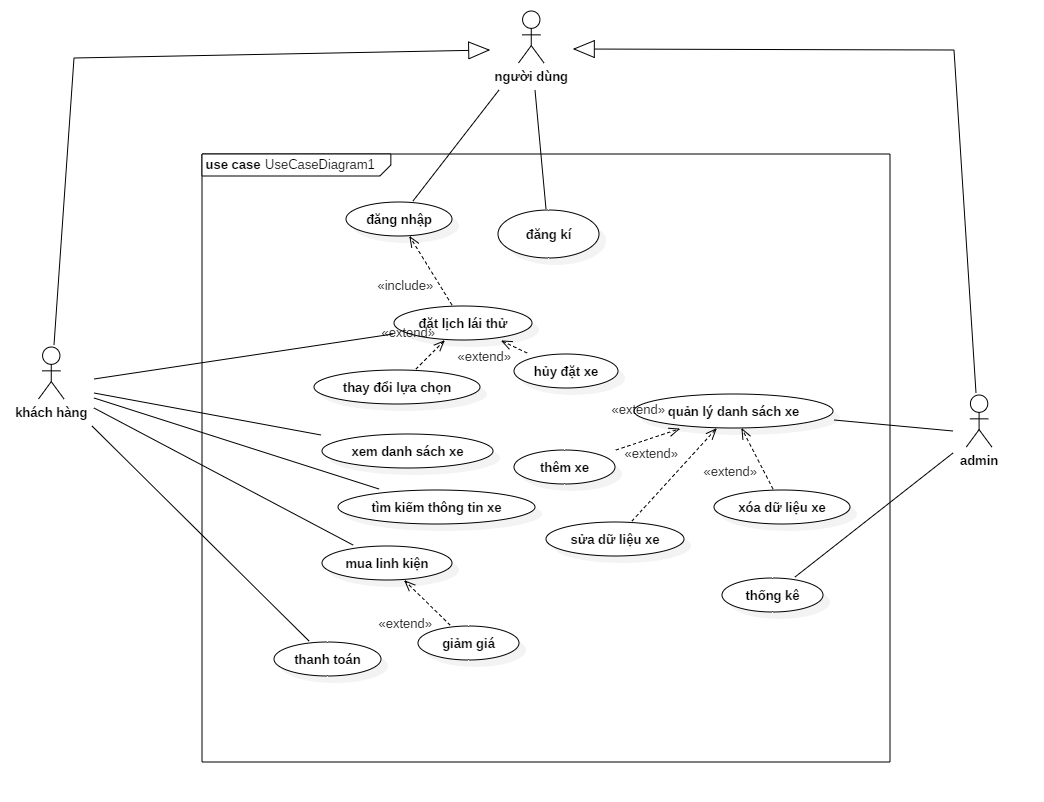 người dùng
use case UseCaseDiagram1
đăng nhập
đăng kí
«include»
đặt lịch lái thử
«extend»
«extend»
hủy đặt xe
thay đổi lựa chọn
khách hàng
«extend»
quản lý danh sách xe
xem danh sách xe
«extend»
admin
thêm xe
«extend»
tìm kiếm thông tin xe
xóa dữ liệu xe
sửa dữ liệu xe
mua linh kiện
thống kê
«extend»
giảm giá
thanh toán